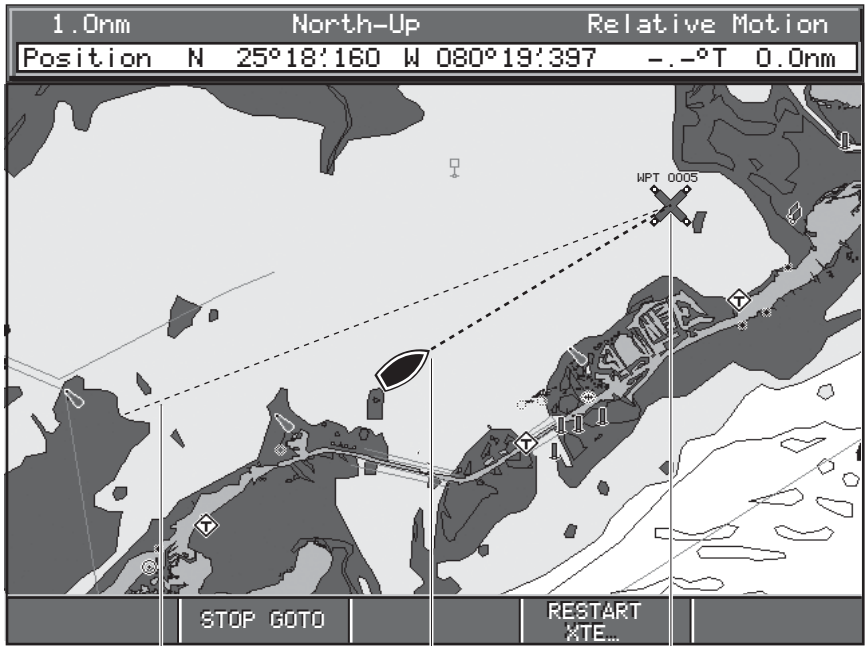 1.0nm North-Up Relative Motion
Position N 25°18'.160 W 080°19'.397 -.-°T 0.0nm
WPT 0005
T
T
T
STOP GOTO
RESTART
XTE...